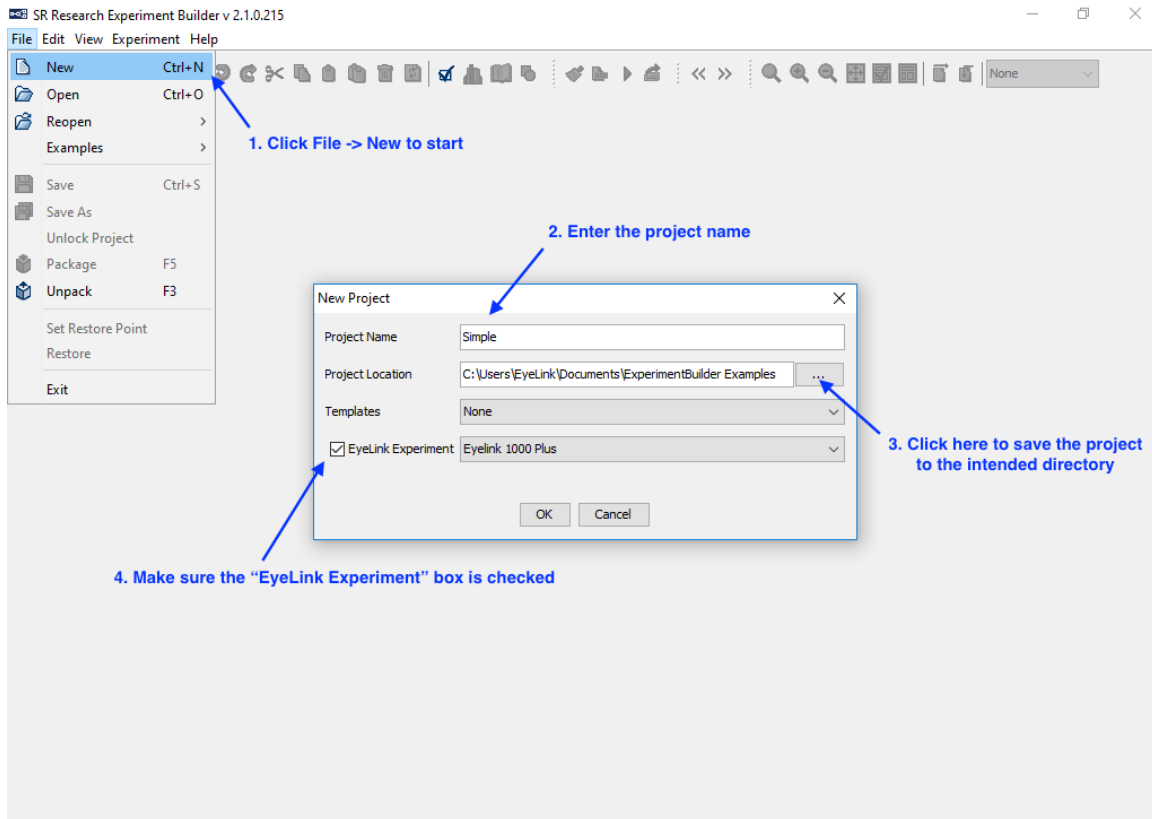 SR Research Experiment Builder v 2.1.0.215
File Edit View Experiment Help
New Ctrl+N
Open Ctrl+O
Reopen
Examples
Save Ctrl+S
Save As
Unlock Project
Package F5
Unpack F3
Set Restore Point
Restore
Exit
None
1. Click File -> New to start
2. Enter the project name
New Project
Project Name Simple
Project Location C:\Users\EyeLink\Documents\ExperimentBuilder Examples ...
Templates None
EyeLink Experiment Eyelink 1000 Plus
OK Cancel
3. Click here to save the project
to the intended directory
4. Make sure the “EyeLink Experiment” box is checked